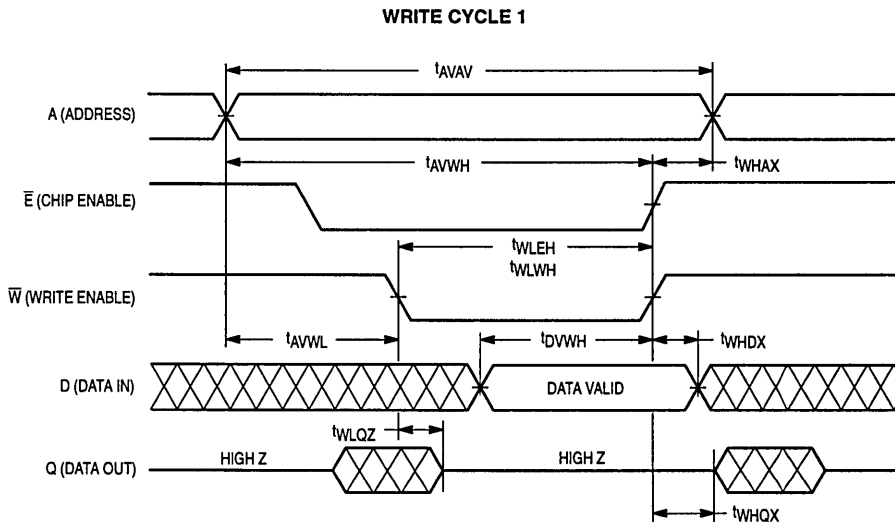 WRITE CYCLE 1
tAVAV
A (ADDRESS)
tAVWH
tWHAX
E̅ (CHIP ENABLE)
tWLEH
tWLWH
W̅ (WRITE ENABLE)
tAVWL
tDVWH
tWHDX
D (DATA IN)
DATA VALID
tWLQZ
Q (DATA OUT)
HIGH Z
HIGH Z
tWHQX